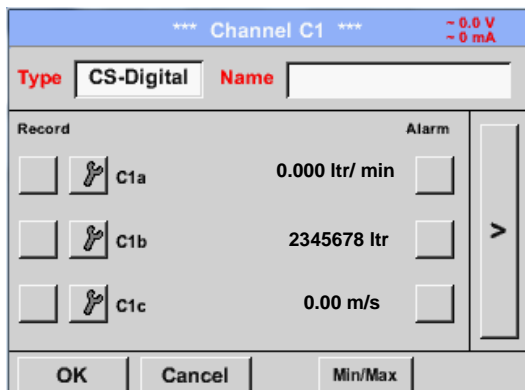 *** Channel C1 ***
~ 0.0 V
~ 0 mA
Type CS-Digital Name
Record Alarm
C1a 0.000 ltr/ min
C1b 2345678 ltr
>
C1c 0.00 m/s
OK Cancel Min/Max